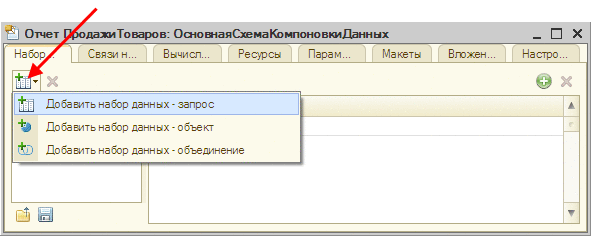 Отчет ПродажиТоваров: ОсновнаяСхемаКомпоновкиДанных
Набор... Связи н... Вычисл... Ресурсы Парам... Макеты Вложен... Настро...
Добавить набор данных - запрос
Добавить набор данных - объект
Добавить набор данных - объединение